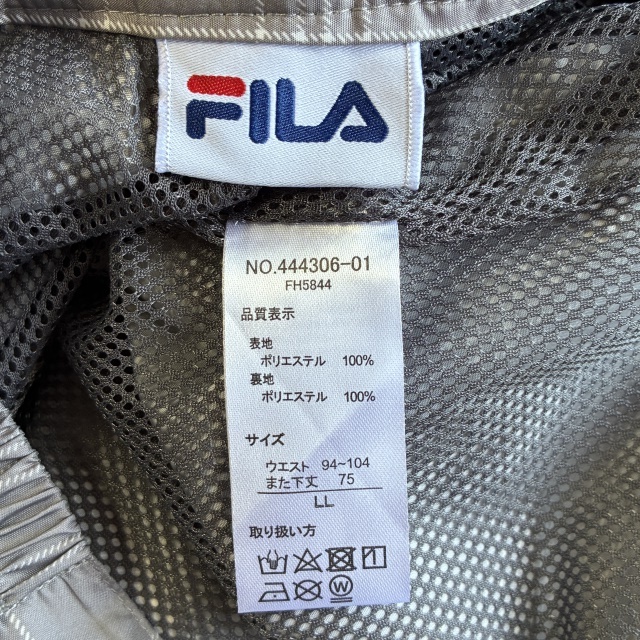 FILA
NO.444306-01
FH5844
品質表示
表地
ポリエステル 100%
裏地
ポリエステル 100%
サイズ
ウエスト 94~104
また下丈 75
LL
取り扱い方